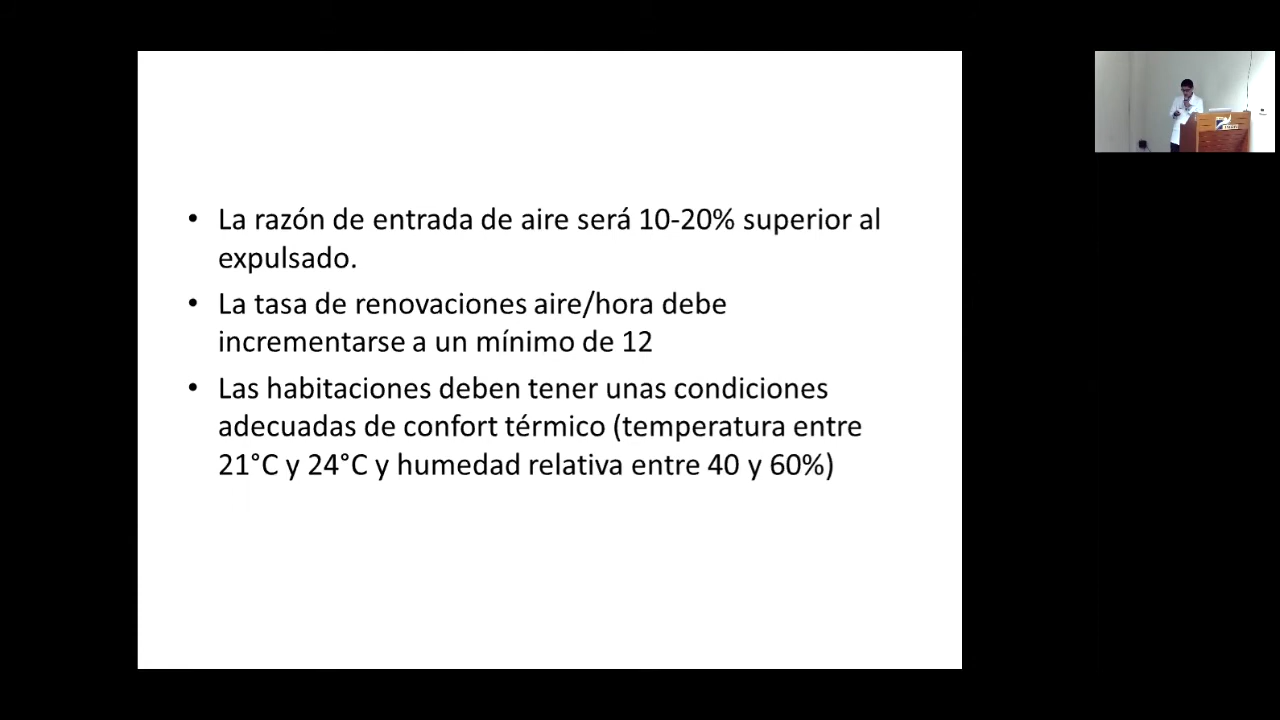 • La razón de entrada de aire será 10-20% superior al
expulsado.
• La tasa de renovaciones aire/hora debe
incrementarse a un mínimo de 12
• Las habitaciones deben tener unas condiciones
adecuadas de confort térmico (temperatura entre
21°C y 24°C y humedad relativa entre 40 y 60%)